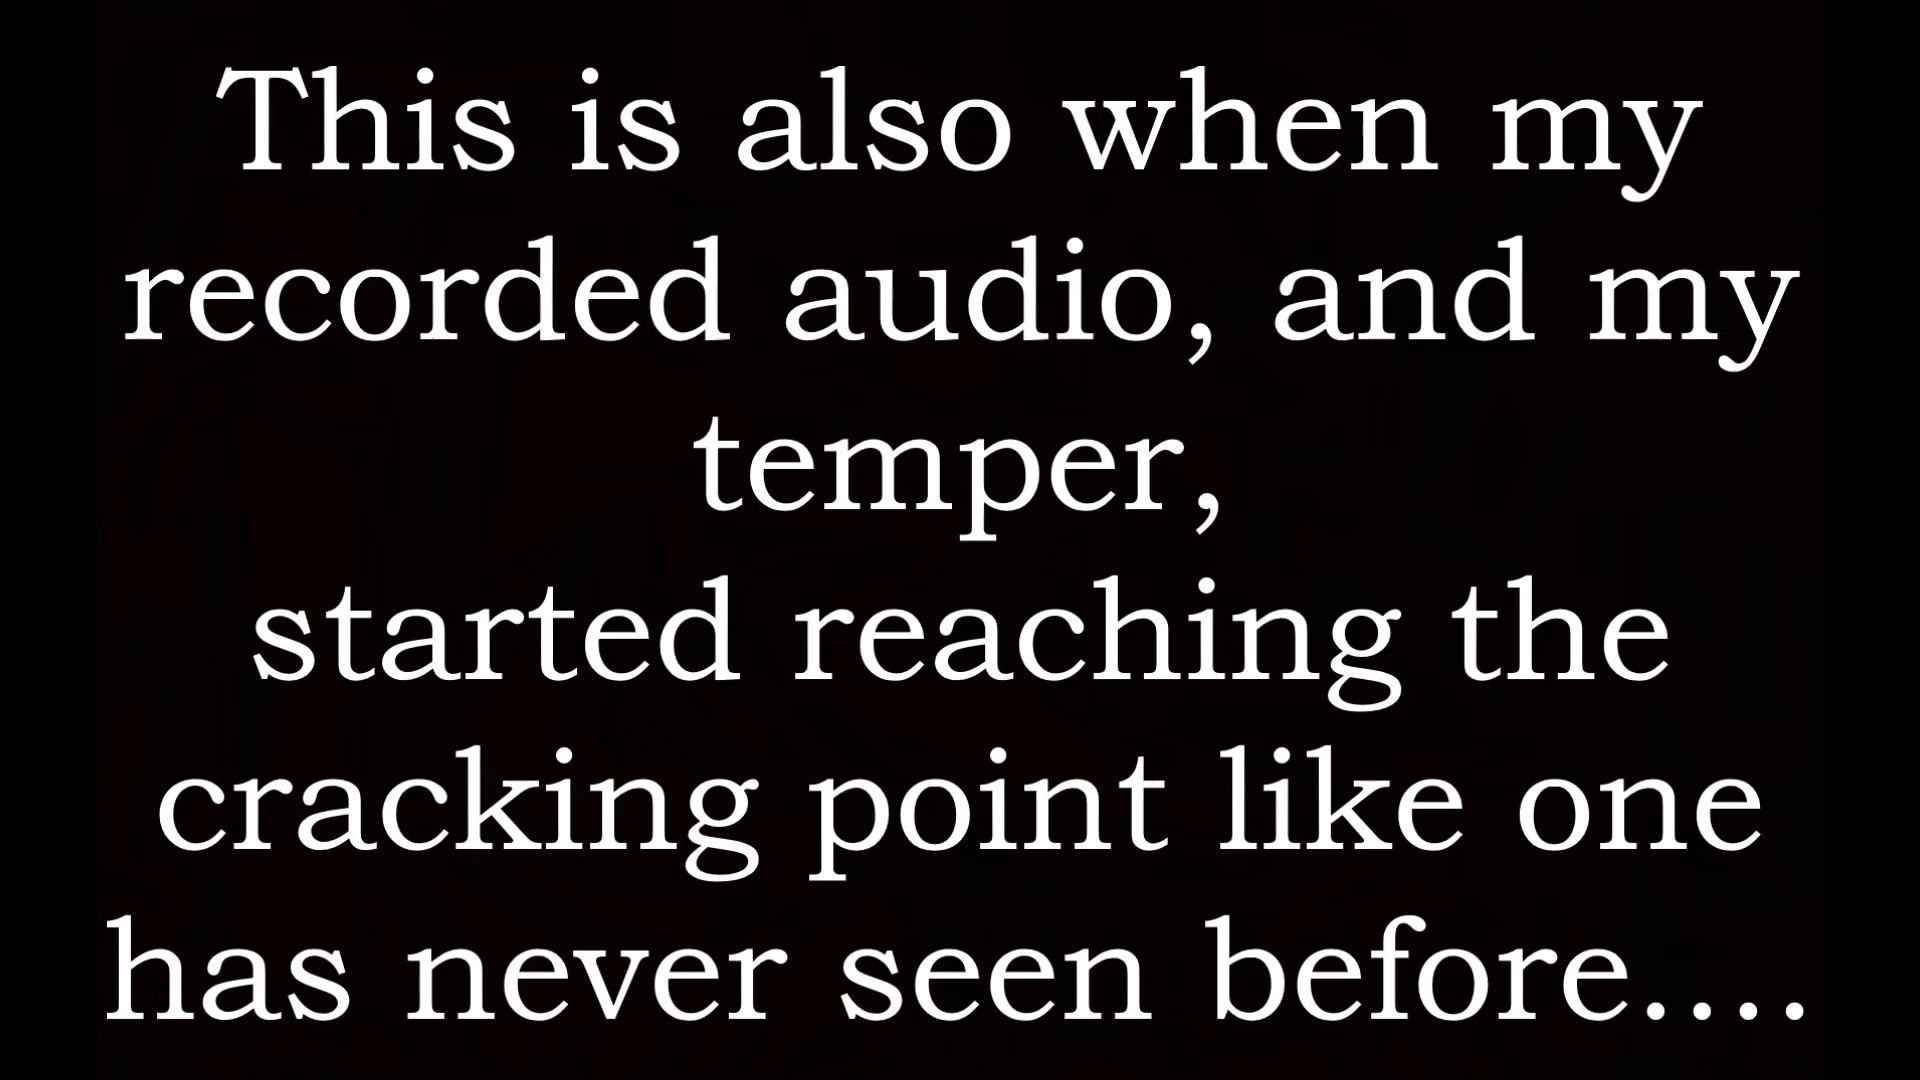 This is also when my
recorded audio, and my
temper,
started reaching the
cracking point like one
has never seen before....